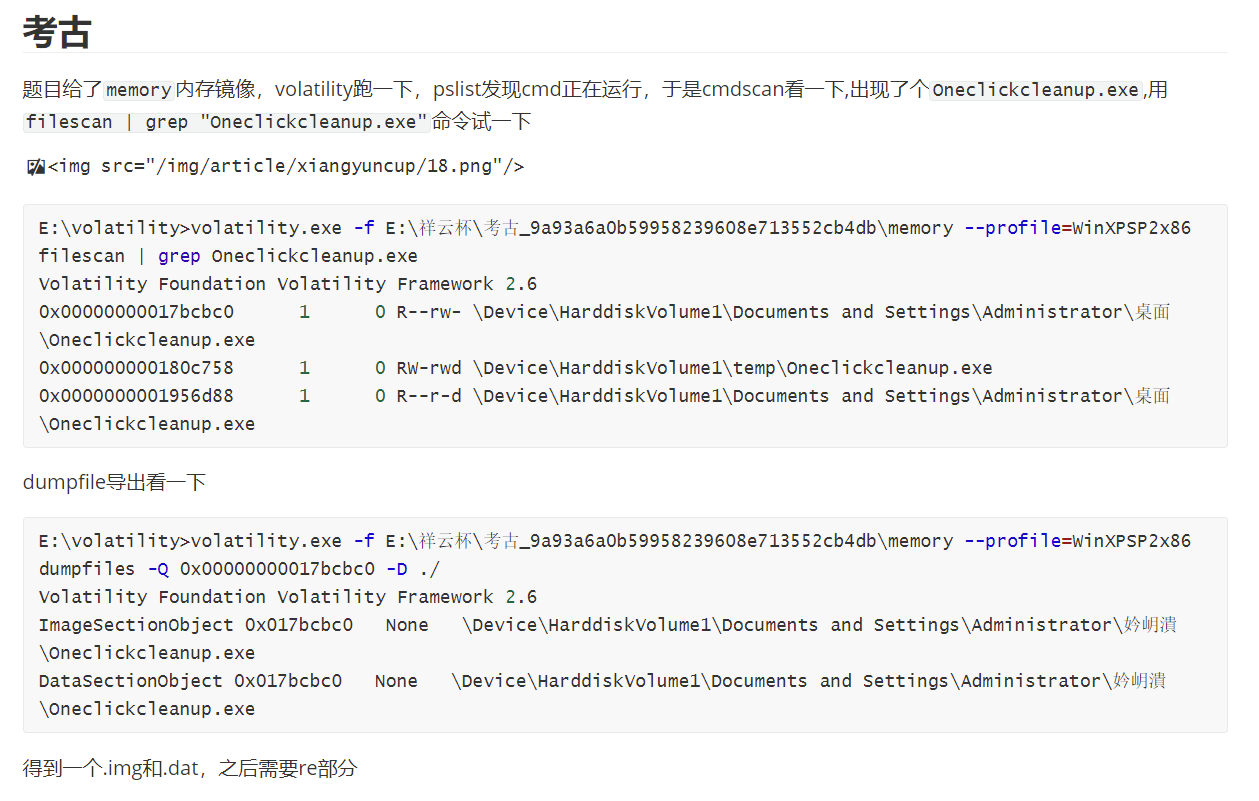 考古
题目给了memory内存镜像，volatility跑一下，pslist发现cmd正在运行，于是cmdscan看一下,出现了个Oneclickcleanup.exe,用
filescan | grep "Oneclickcleanup.exe"命令试一下
<img src="/img/article/xiangyuncup/18.png"/>
E:\volatility>volatility.exe -f E:\祥云杯\考古_9a93a6a0b59958239608e713552cb4db\memory --profile=WinXPSP2x86
filescan | grep Oneclickcleanup.exe
Volatility Foundation Volatility Framework 2.6
0x00000000017bcbc0      1      0 R--rw- \Device\HarddiskVolume1\Documents and Settings\Administrator\桌面
\Oneclickcleanup.exe
0x000000000180c758      1      0 RW-rwd \Device\HarddiskVolume1\temp\Oneclickcleanup.exe
0x0000000001956d88      1      0 R--r-d \Device\HarddiskVolume1\Documents and Settings\Administrator\桌面
\Oneclickcleanup.exe
dumpfile导出看一下
E:\volatility>volatility.exe -f E:\祥云杯\考古_9a93a6a0b59958239608e713552cb4db\memory --profile=WinXPSP2x86
dumpfiles -Q 0x00000000017bcbc0 -D ./
Volatility Foundation Volatility Framework 2.6
ImageSectionObject 0x017bcbc0   None   \Device\HarddiskVolume1\Documents and Settings\Administrator\妗岄潰
\Oneclickcleanup.exe
DataSectionObject 0x017bcbc0   None   \Device\HarddiskVolume1\Documents and Settings\Administrator\妗岄潰
\Oneclickcleanup.exe
得到一个.img和.dat，之后需要re部分